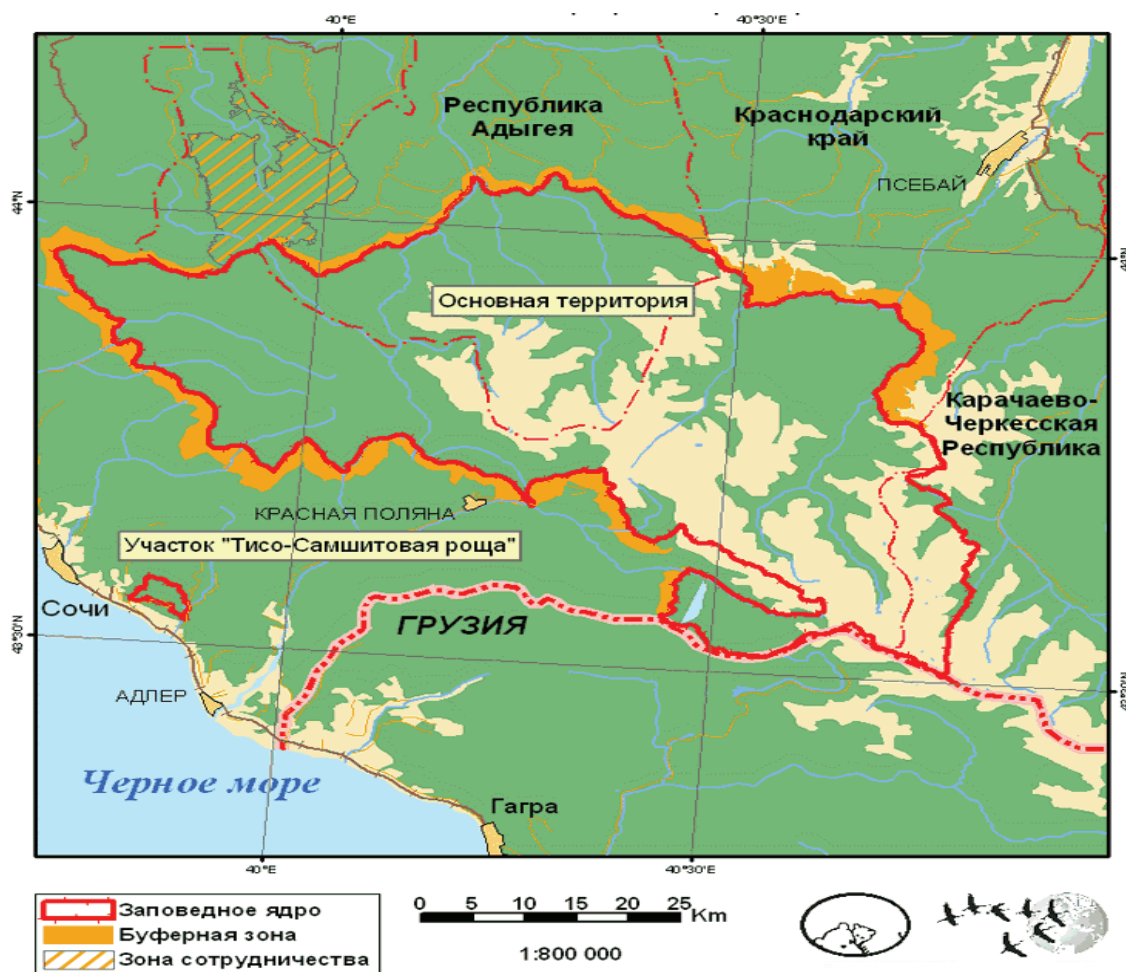 40°E
40°30'E
Республика
Адыгея
Краснодарский
край
ПСЕБАЙ
44°N
44°N
Основная территория
Карачаево-
Черкесская
Республика
КРАСНАЯ ПОЛЯНА
Участок "Тисо-Самшитовая роща"
Сочи
ГРУЗИЯ
43°30'N
АДЛЕР
Черное море
Гагра
40°E
40°30'E
Заповедное ядро
Буферная зона
Зона сотрудничества
0 5 10 15 20 25 Km
1:800 000